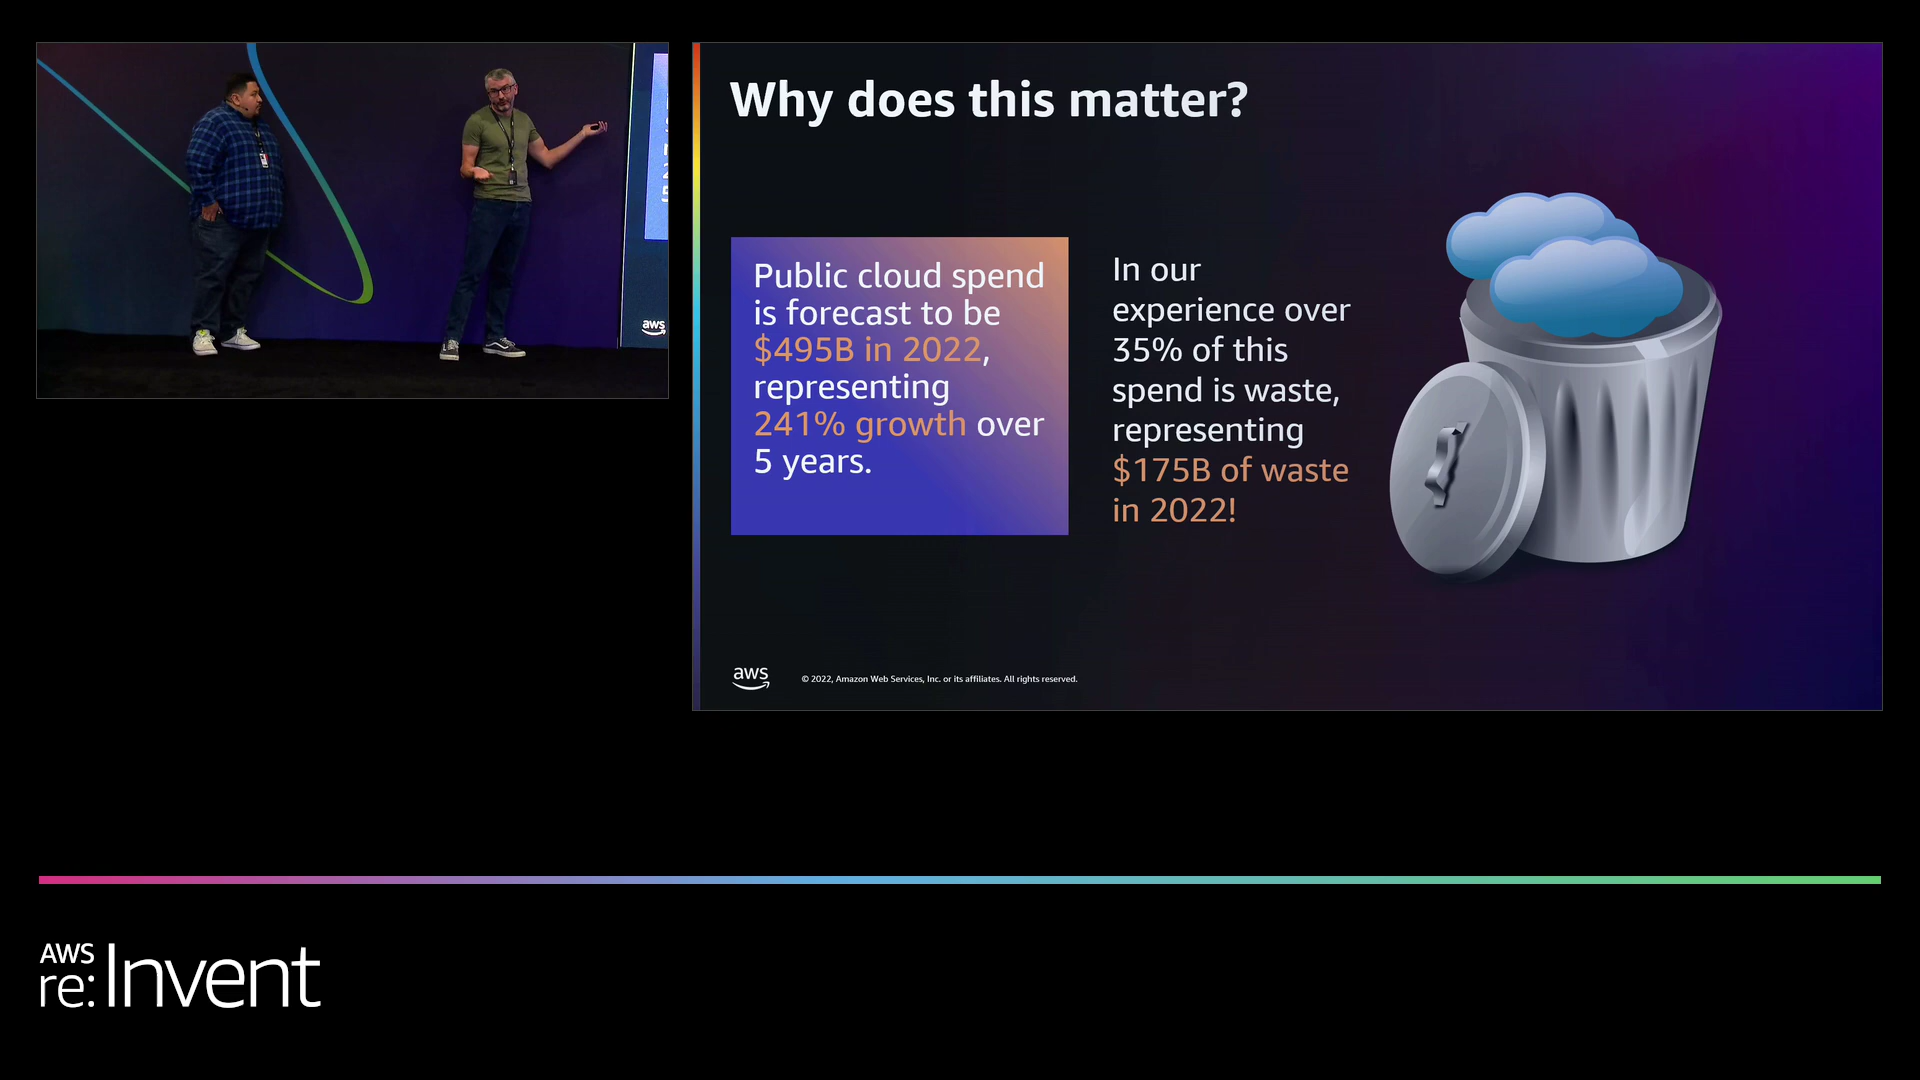 Why does this matter?
Public cloud spend
is forecast to be
$495B in 2022,
representing
241% growth over
5 years.
In our
experience over
35% of this
spend is waste,
representing
$175B of waste
in 2022!
aws
© 2022, Amazon Web Services, Inc. or its affiliates. All rights reserved.
aws
AWS
re:Invent